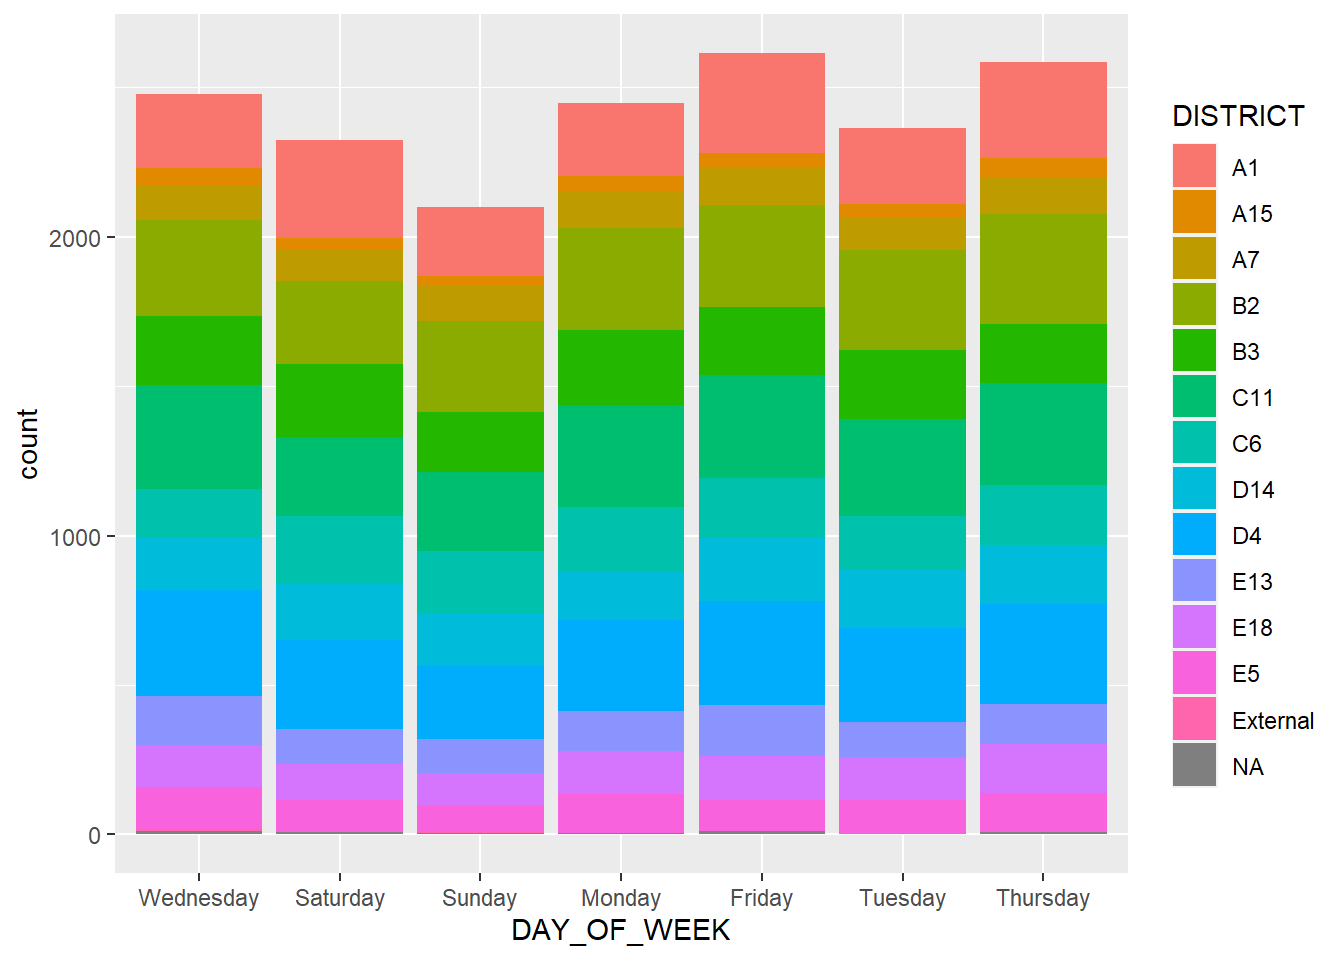 count
2000
1000
0
Wednesday Saturday Sunday Monday Friday Tuesday Thursday
DAY_OF_WEEK
DISTRICT
A1
A15
A7
B2
B3
C11
C6
D14
D4
E13
E18
E5
External
NA